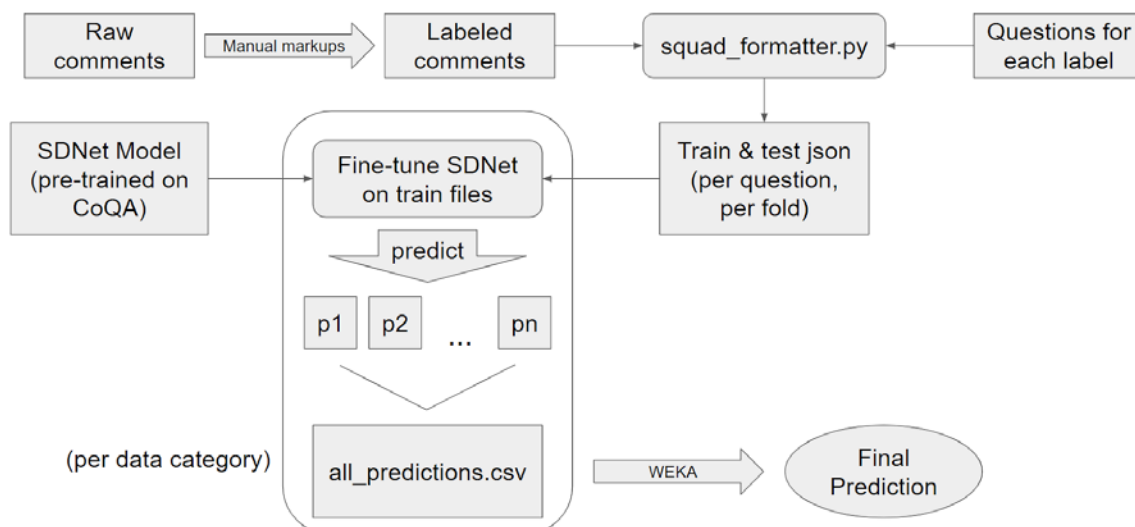 Raw
comments
Manual markups
Labeled
comments
squad_formatter.py
Questions for
each label
SDNet Model
(pre-trained on
CoQA)
Fine-tune SDNet
on train files
Train & test json
(per question,
per fold)
predict
p1
p2
...
pn
(per data category)
all_predictions.csv
WEKA
Final
Prediction